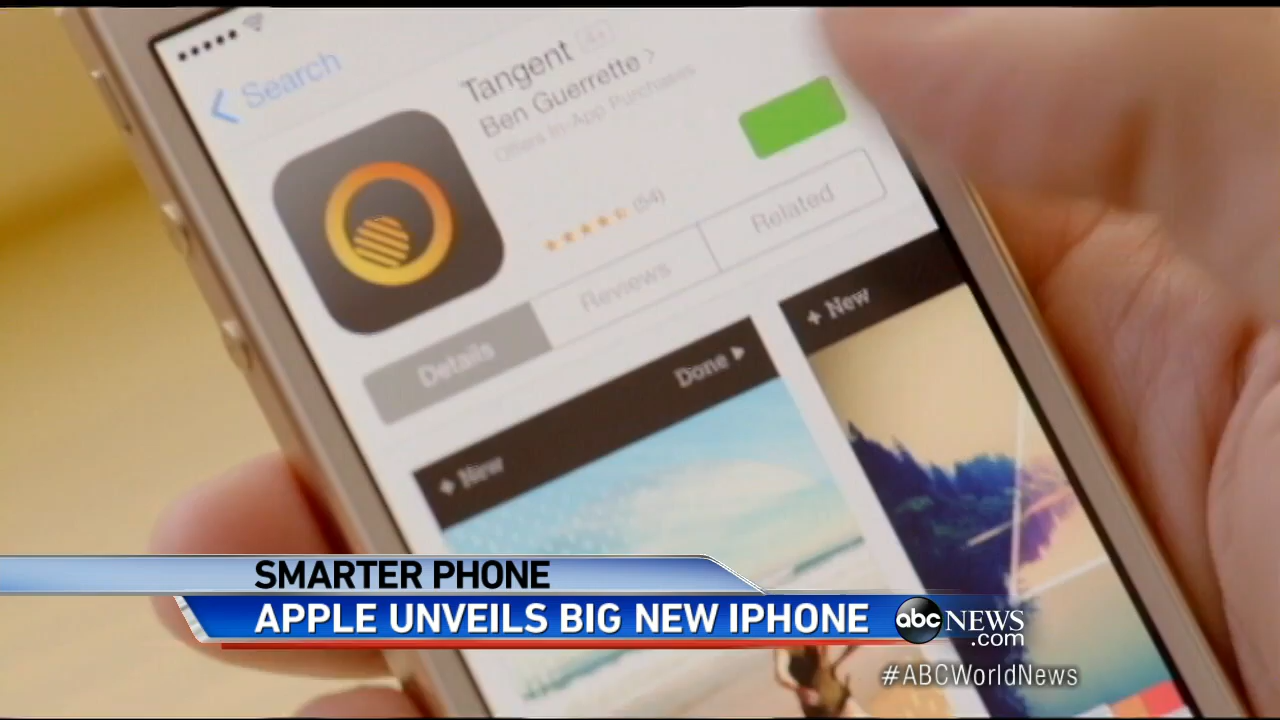 Search
Tangent 4+
Ben Guerrette >
Offers In-App Purchases
(54)
Details
Reviews
Related
+ New
Done ▶
+ New
SMARTER PHONE
APPLE UNVEILS BIG NEW IPHONE
abc NEWS
.com
#ABCWorldNews